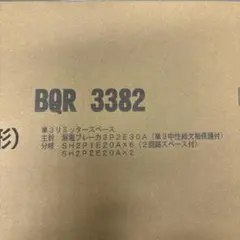 BQR 3382
形)
単3リミッタースペース
主幹 漏電ブレーカ3P2E30A(単3中性線欠相保護付)
分岐 SH2P1E20A×6(2回路スペース付)
SH2P2E20A×2